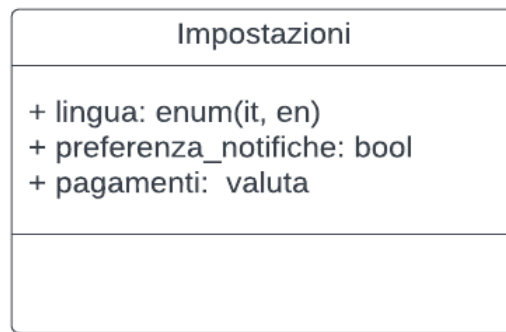 Impostazioni
+ lingua: enum(it, en)
+ preferenza_notifiche: bool
+ pagamenti:  valuta